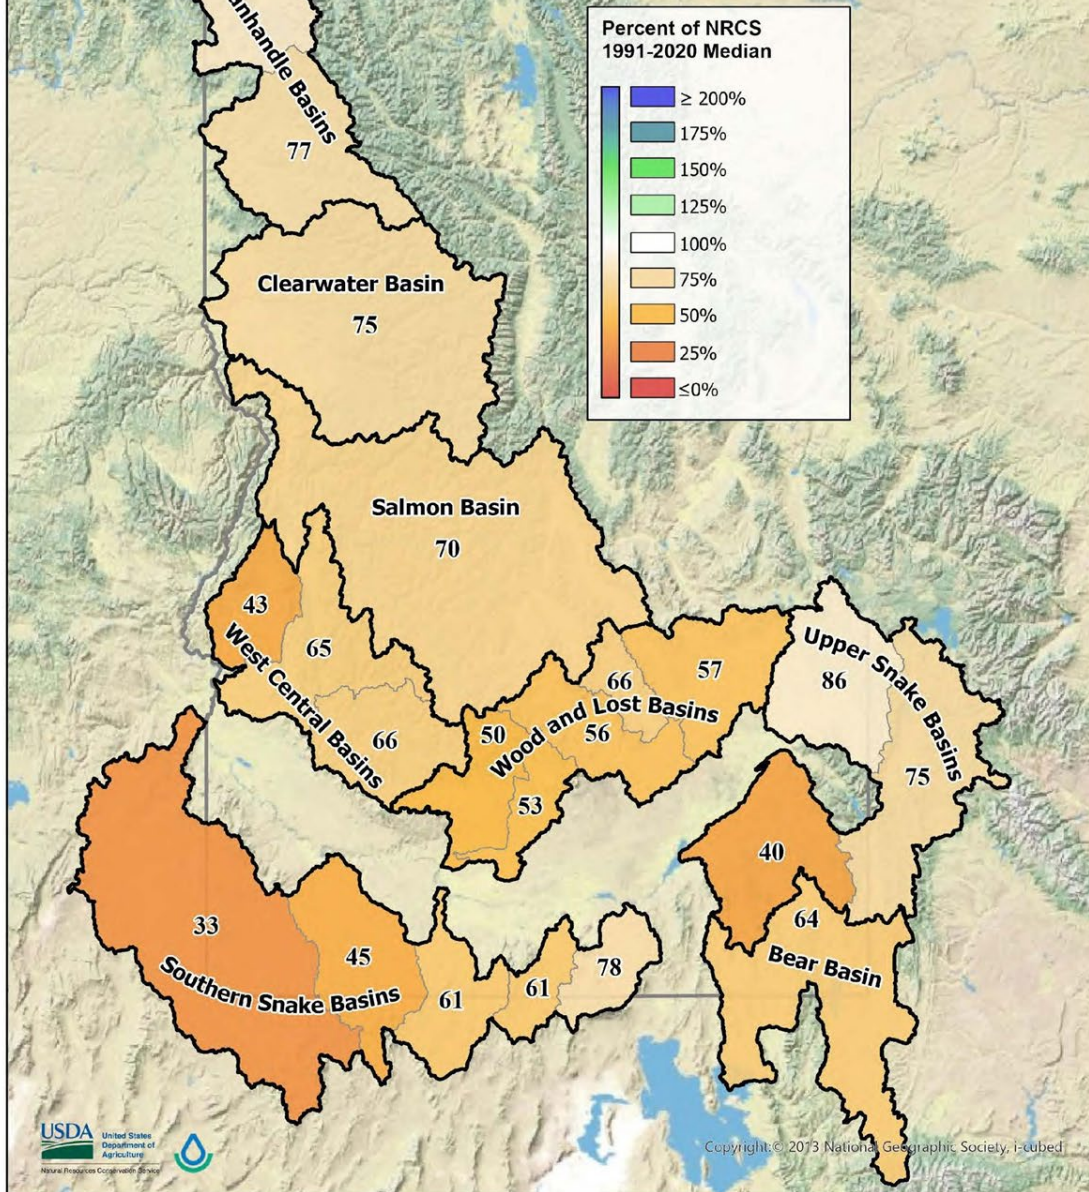 Percent of NRCS
1991-2020 Median
≥ 200%
175%
150%
125%
100%
75%
50%
25%
≤0%
anhandle Basins
77
Clearwater Basin
75
Salmon Basin
70
43
65
West Central Basins
66
66
57
50
Wood and Lost Basins
56
53
Upper Snake Basins
86
75
40
64
Bear Basin
33
45
Southern Snake Basins
61
61
78
USDA
United States
Department of
Agriculture
Natural Resources Conservation Service
Copyright:© 2013 National Geographic Society, i-cubed